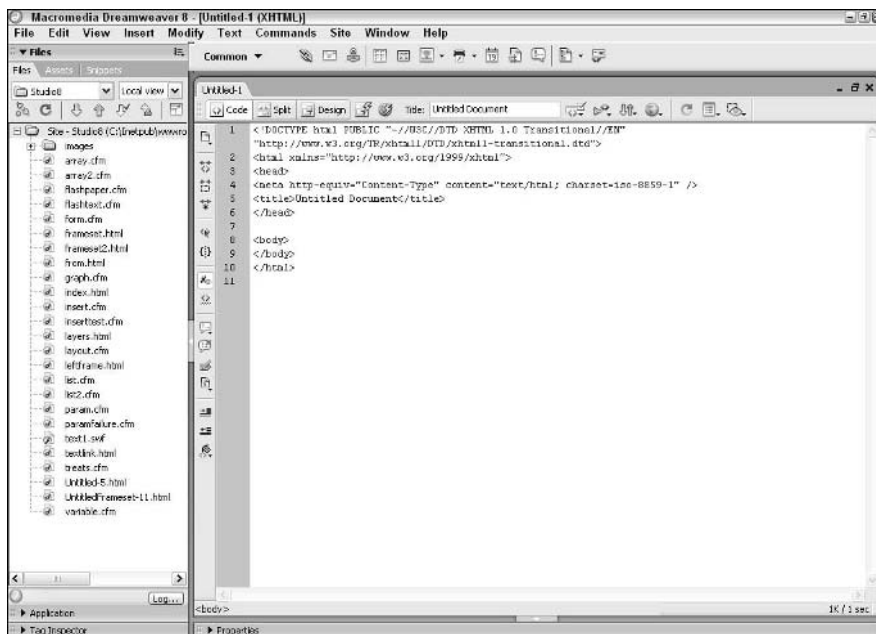 Macromedia Dreamweaver 8 - [Untitled-1 (XHTML)]
File Edit View Insert Modify Text Commands Site Window Help
Files
Common
Files Assets Snippets
Studio8 Local view
Untitled-1
Code Split Design Title: Untitled Document
Site - Studio8 (C:\Inetpub\wwwro
images
array.cfm
array2.cfm
flashpaper.cfm
flashtext.cfm
form.cfm
frameset.html
frameset2.html
from.html
graph.cfm
index.html
insert.cfm
inserttest.cfm
layers.html
layout.cfm
leftframe.html
list.cfm
list2.cfm
param.cfm
paramfailure.cfm
text1.swf
textlink.html
treats.cfm
Untitled-5.html
UntitledFrameset-11.html
variable.cfm
1 <!DOCTYPE html PUBLIC "-//W3C//DTD XHTML 1.0 Transitional//EN"
"http://www.w3.org/TR/xhtml1/DTD/xhtml1-transitional.dtd">
2 <html xmlns="http://www.w3.org/1999/xhtml">
3 <head>
4 <meta http-equiv="Content-Type" content="text/html; charset=iso-8859-1" />
5 <title>Untitled Document</title>
6 </head>
7
8 <body>
9 </body>
10 </html>
11
Log...
<body>
1K / 1 sec
Application
Tag Inspector
Properties